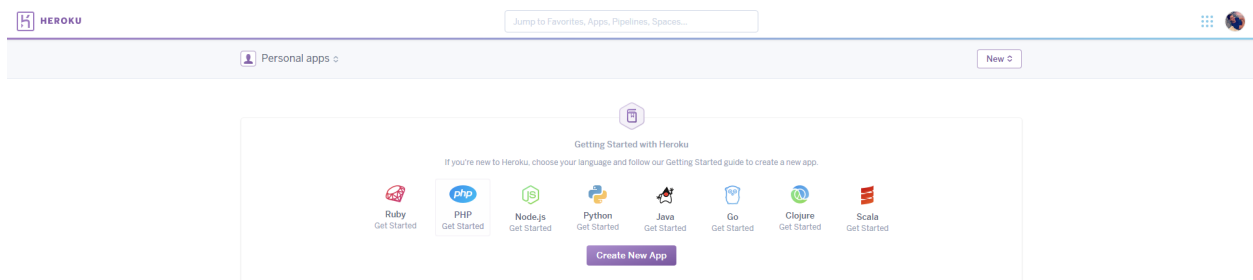 HEROKU
Jump to Favorites, Apps, Pipelines, Spaces...
Personal apps
New
Getting Started with Heroku
If you're new to Heroku, choose your language and follow our Getting Started guide to create a new app.
php
JS
Ruby PHP Node.js Python Java Go Clojure Scala
Get Started Get Started Get Started Get Started Get Started Get Started Get Started Get Started
Create New App